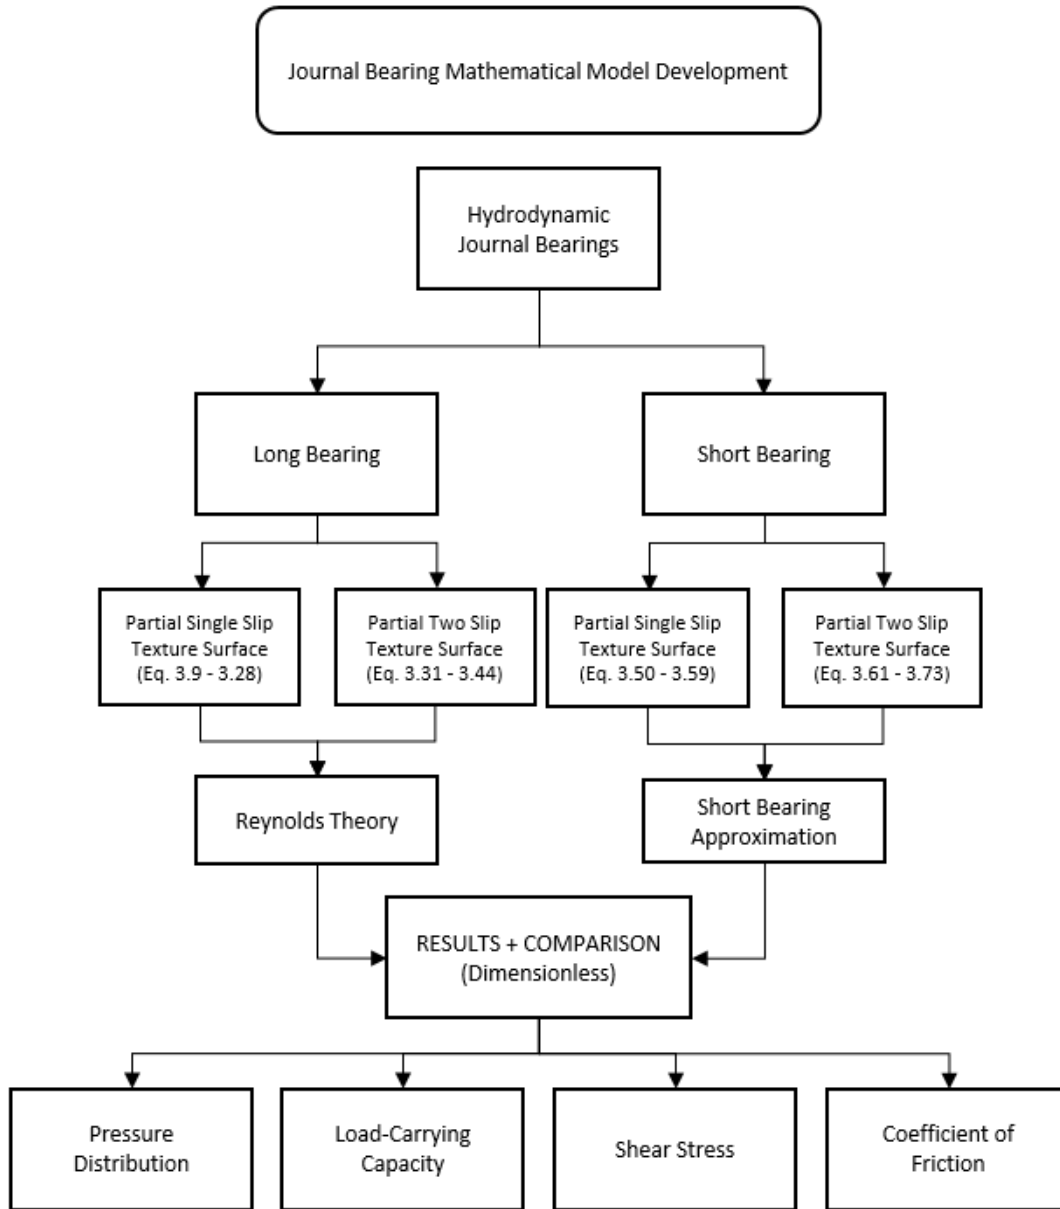 Journal Bearing Mathematical Model Development
Hydrodynamic
Journal Bearings
Long Bearing
Short Bearing
Partial Single Slip
Texture Surface
(Eq. 3.9 - 3.28)
Partial Two Slip
Texture Surface
(Eq. 3.31 - 3.44)
Partial Single Slip
Texture Surface
(Eq. 3.50 - 3.59)
Partial Two Slip
Texture Surface
(Eq. 3.61 - 3.73)
Reynolds Theory
Short Bearing
Approximation
RESULTS + COMPARISON
(Dimensionless)
Pressure
Distribution
Load-Carrying
Capacity
Shear Stress
Coefficient of
Friction